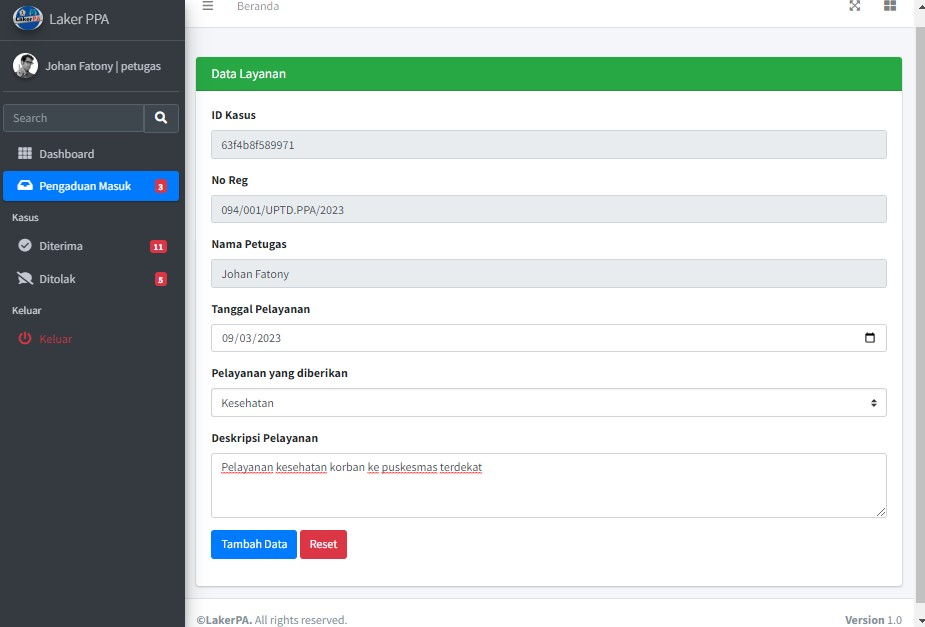 Laker PPA
Beranda
Johan Fatony | petugas
Search
Dashboard
Pengaduan Masuk 3
Kasus
Diterima 11
Ditolak 5
Keluar
Keluar
Data Layanan
ID Kasus
63f4b8f589971
No Reg
094/001/UPTD.PPA/2023
Nama Petugas
Johan Fatony
Tanggal Pelayanan
09/03/2023
Pelayanan yang diberikan
Kesehatan
Deskripsi Pelayanan
Pelayanan kesehatan korban ke puskesmas terdekat
Tambah Data Reset
©LakerPA. All rights reserved. Version 1.0